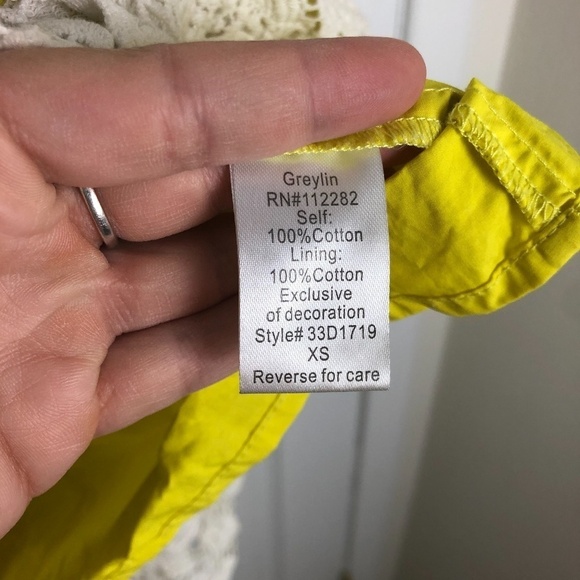 Greylin
RN#112282
Self:
100%Cotton
Lining:
100%Cotton
Exclusive
of decoration
Style# 33D1719
XS
Reverse for care